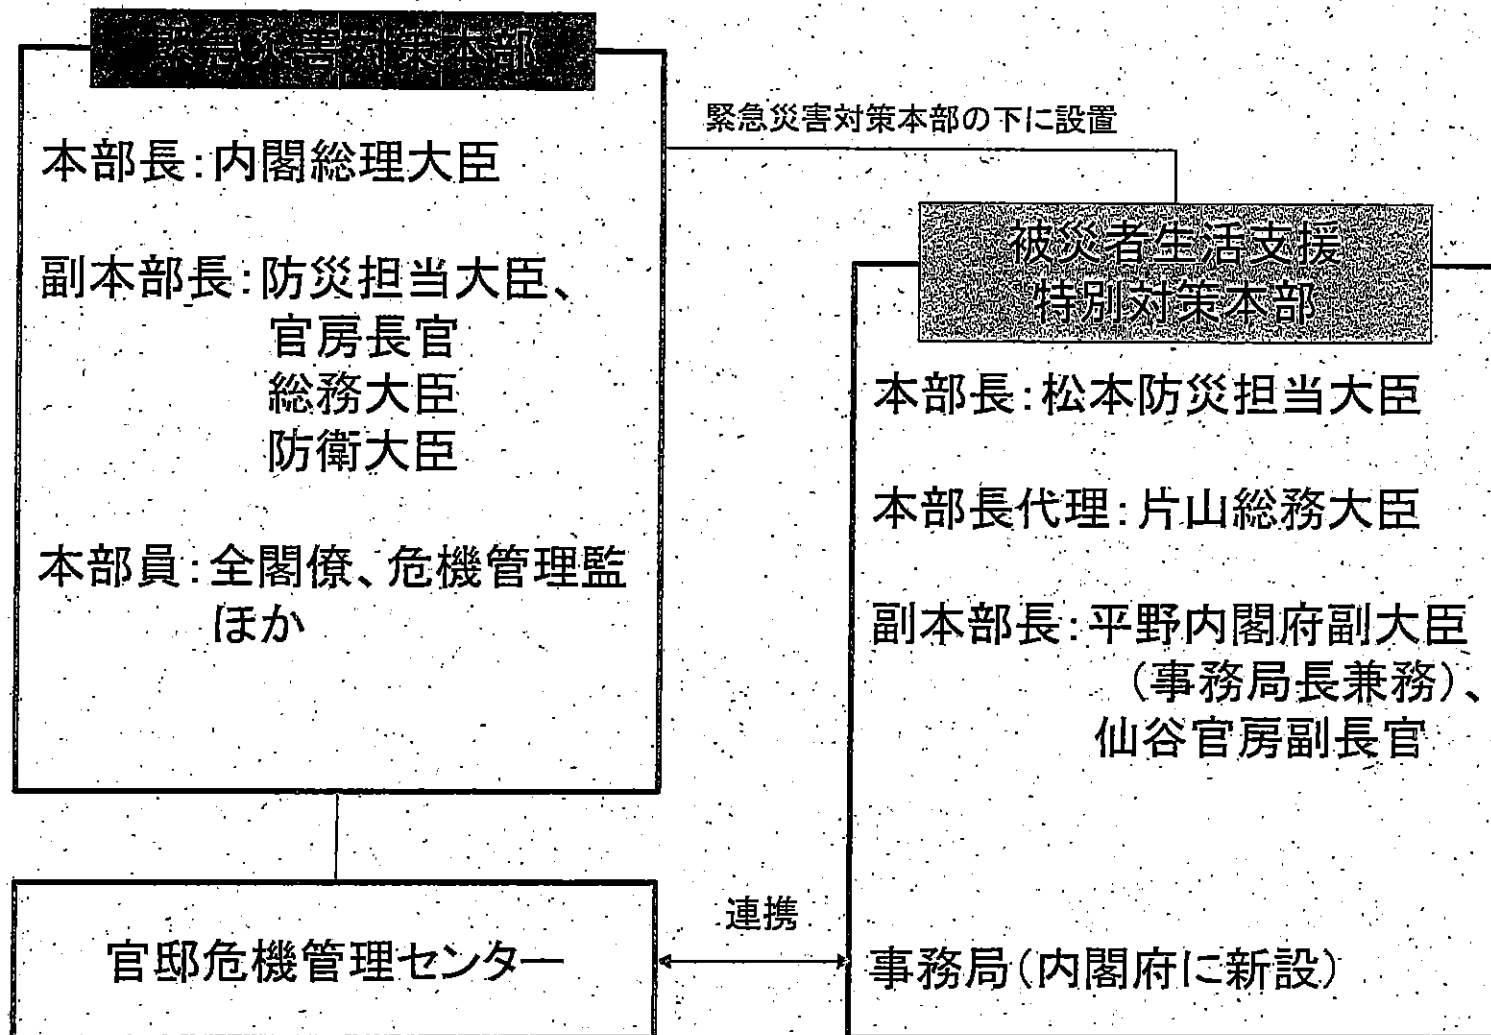 緊急災害対策本部
本部長:内閣総理大臣
副本部長:防災担当大臣、
官房長官
総務大臣
防衛大臣
本部員:全閣僚、危機管理監
ほか
官邸危機管理センター
緊急災害対策本部の下に設置
連携
被災者生活支援
特別対策本部
本部長:松本防災担当大臣
本部長代理:片山総務大臣
副本部長:平野内閣府副大臣
(事務局長兼務)、
仙谷官房副長官
事務局(内閣府に新設)